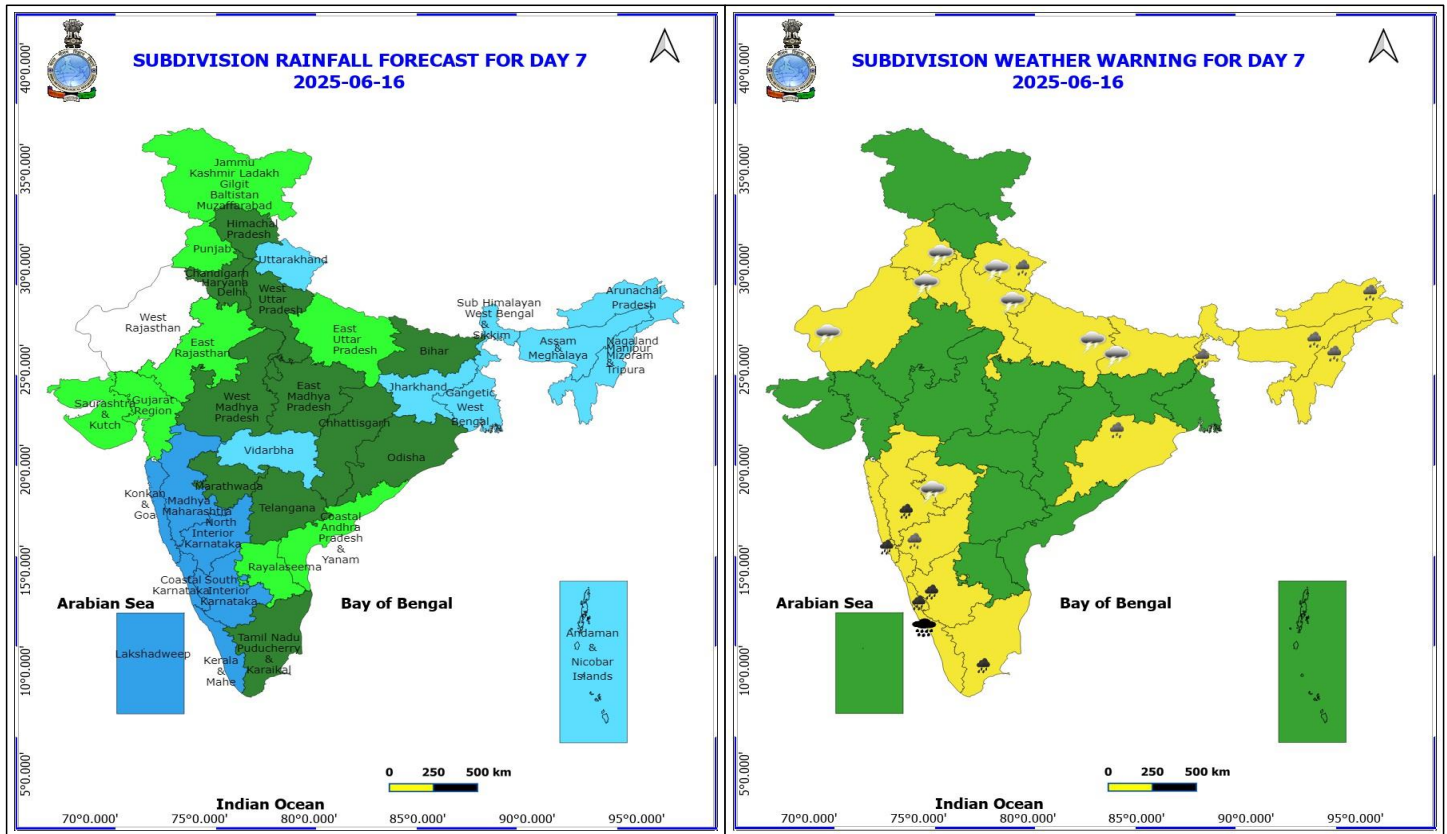 SUBDIVISION RAINFALL FORECAST FOR DAY 7
2025-06-16
40°0.000'
35°0.000'
30°0.000'
25°0.000'
20°0.000'
15°0.000'
10°0.000'
5°0.000'
Jammu
Kashmir Ladakh
Gilgit
Baltistan
Muzaffarabad
Himachal
Pradesh
Punjab
Uttarakhand
Chandigarh
Haryana
Delhi
West
Uttar
Pradesh
West
Rajasthan
East
Rajasthan
East
Uttar
Pradesh
Bihar
Sub Himalayan
West Bengal
&
Sikkim
Arunachal
Pradesh
Assam
&
Meghalaya
Nagaland
Manipur
Mizoram
&
Tripura
Jharkhand
Gangetic
West
Bengal
Saurashtra
&
Kutch
Gujarat
Region
West
Madhya
Pradesh
East
Madhya
Pradesh
Chhattisgarh
Odisha
Vidarbha
Marathwada
Telangana
Konkan
&
Goa
Madhya
Maharashtra
North
Interior
Karnataka
Coastal
Andhra
Pradesh
&
Yanam
Rayalaseema
Coastal
Karnataka
South
Interior
Karnataka
Arabian Sea
Bay of Bengal
Lakshadweep
Kerala
&
Mahe
Tamil Nadu
Puducherry
&
Karaikal
Andaman
&
Nicobar
Islands
0 250 500 km
Indian Ocean
70°0.000' 75°0.000' 80°0.000' 85°0.000' 90°0.000' 95°0.000'
SUBDIVISION WEATHER WARNING FOR DAY 7
2025-06-16
40°0.000'
35°0.000'
30°0.000'
25°0.000'
20°0.000'
15°0.000'
10°0.000'
5°0.000'
Arabian Sea
Bay of Bengal
0 250 500 km
Indian Ocean
70°0.000' 75°0.000' 80°0.000' 85°0.000' 90°0.000' 95°0.000'